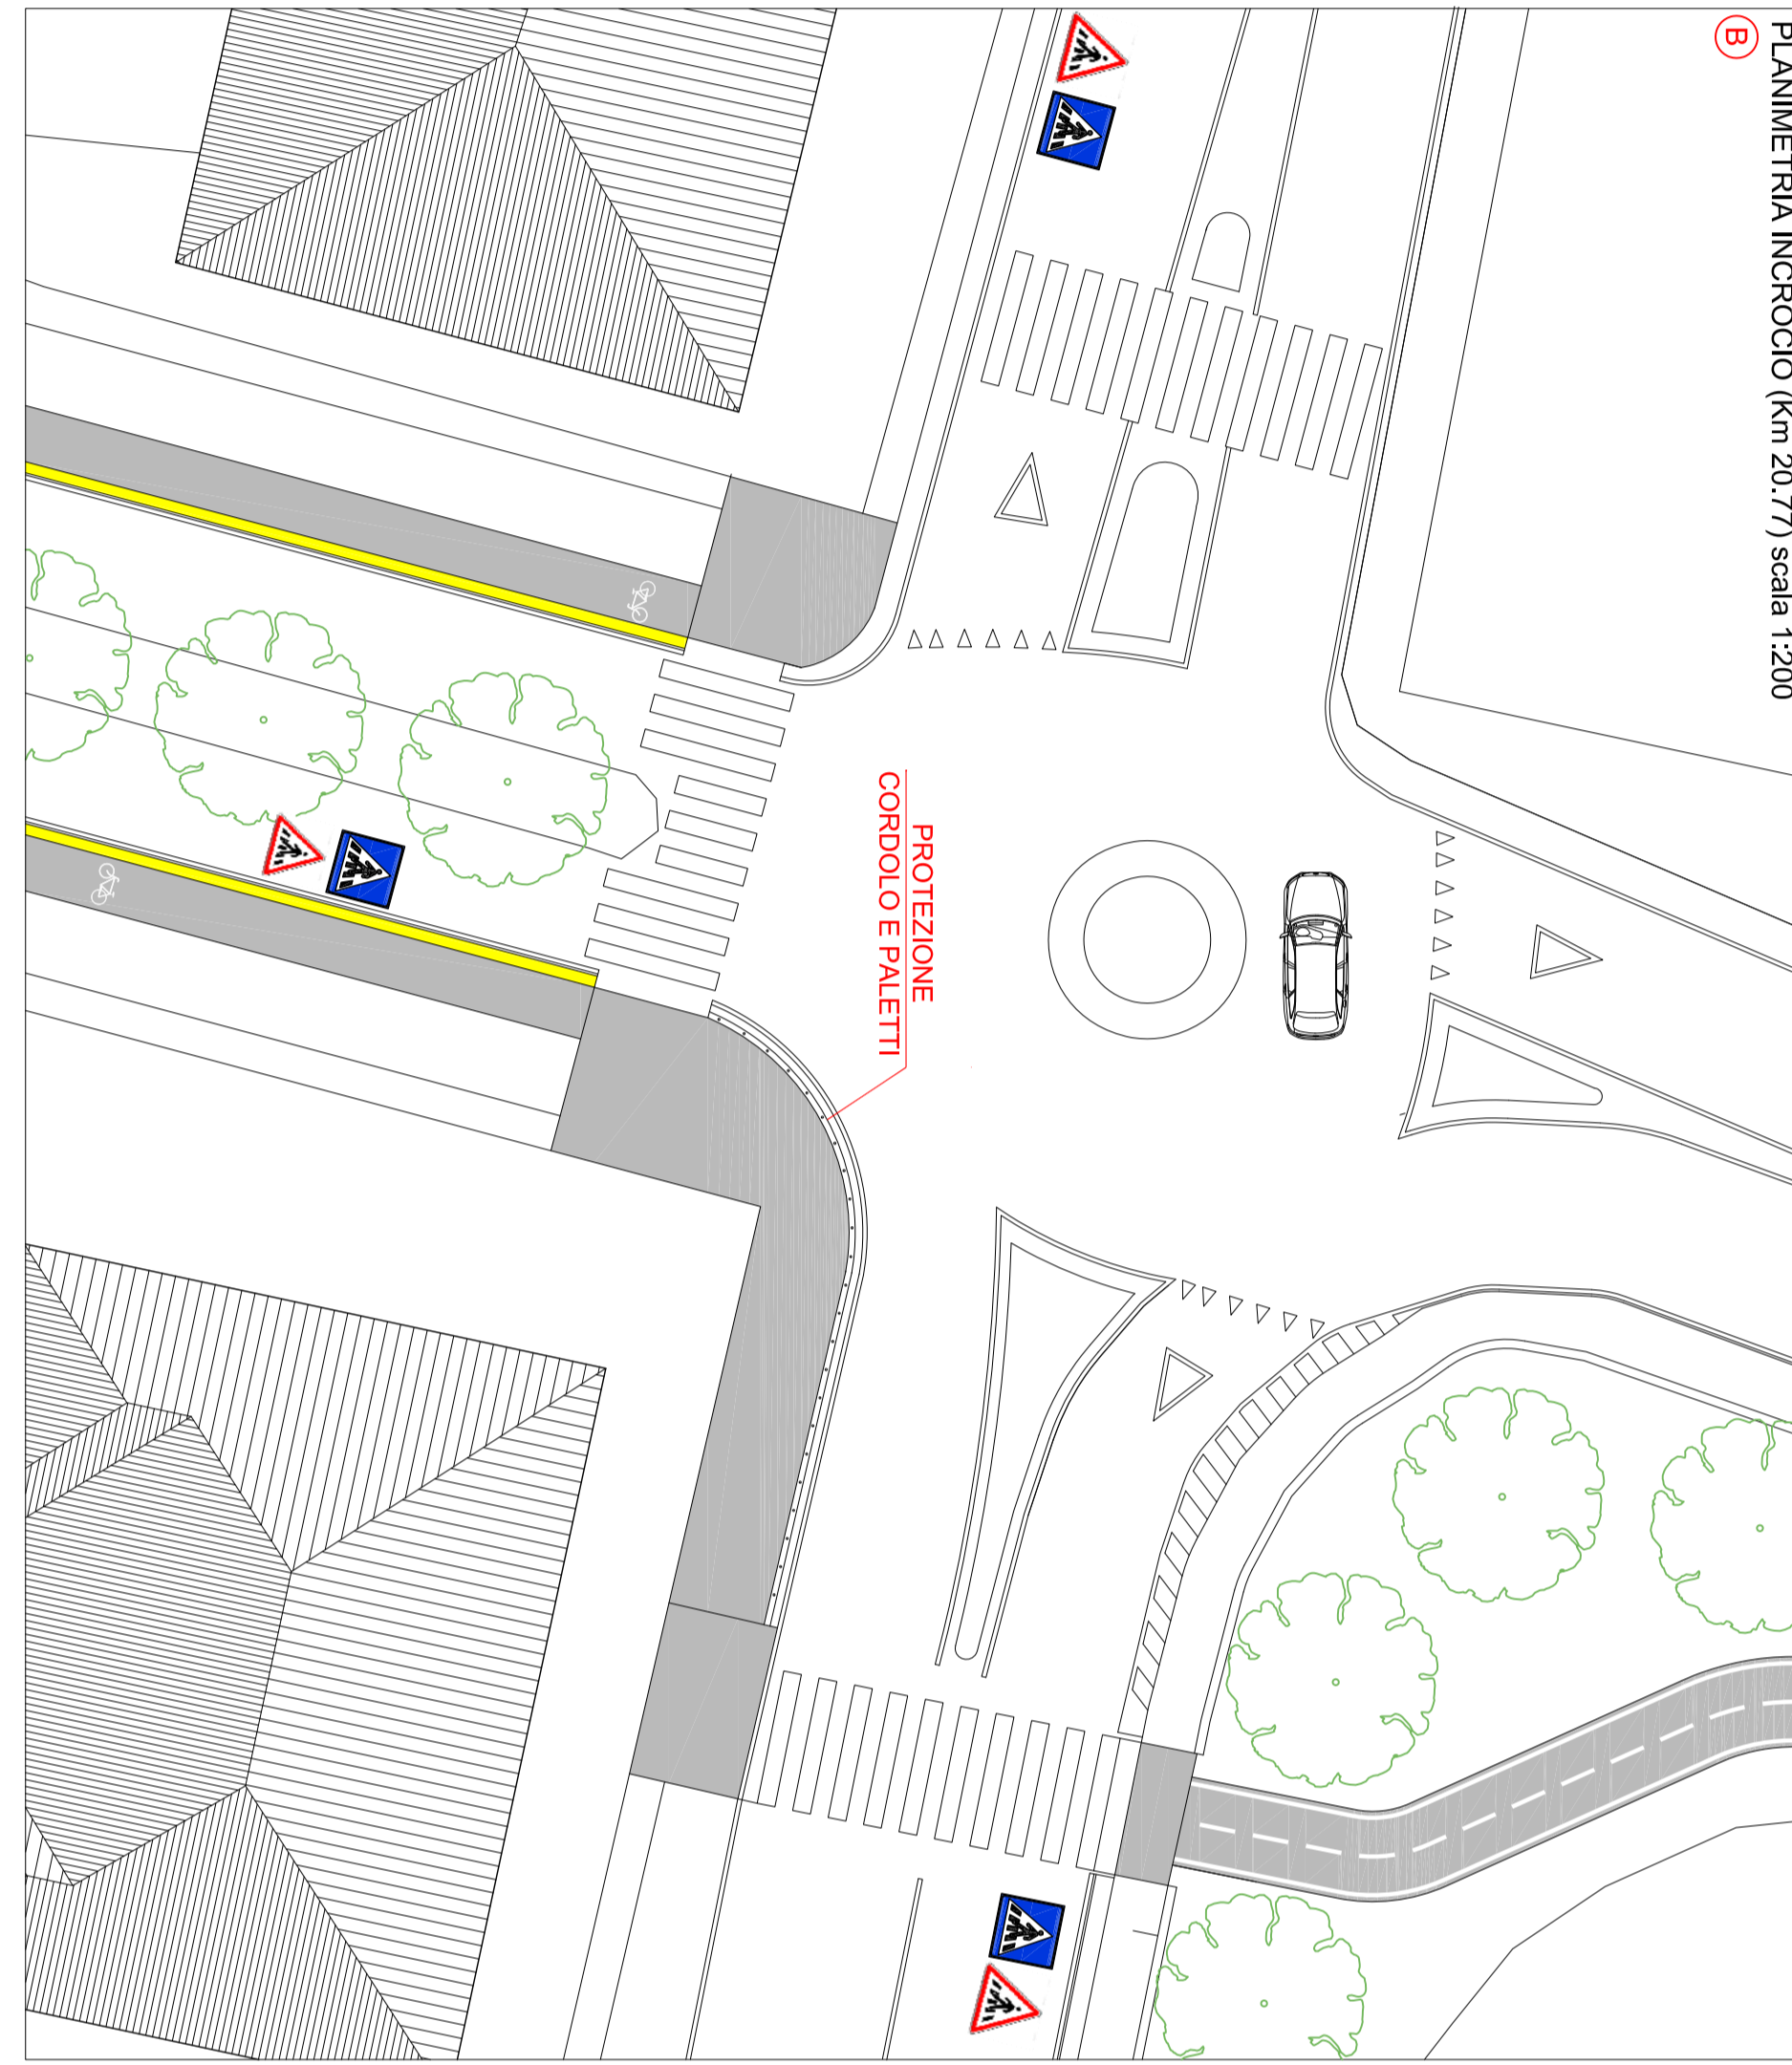 B
PLANIMETRIA INCROCIO (Km 20.77) scala 1:200
PROTEZIONE
CORDOLO E PALETTI